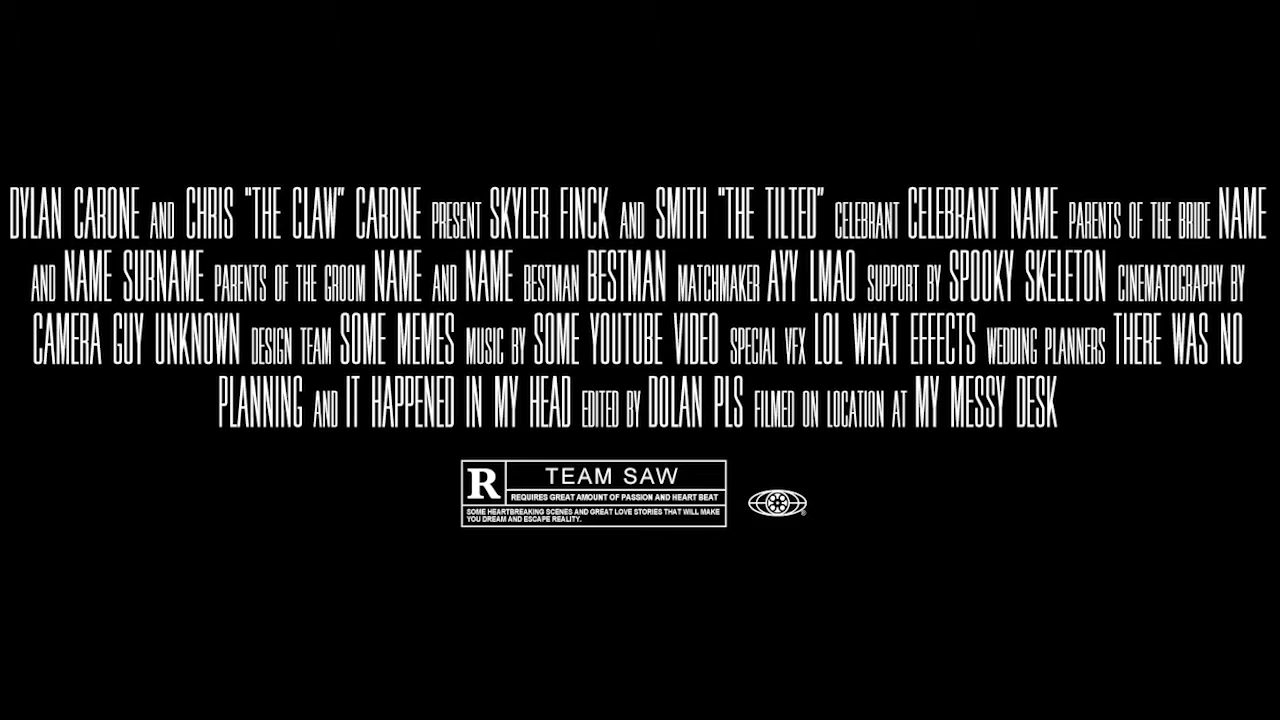 DYLAN CARONE AND CHRIS "THE CLAW" CARONE PRESENT SKYLER FINCK AND SMITH "THE TILTED" CELEBRANT CELEBRANT NAME PARENTS OF THE BRIDE NAME
AND NAME SURNAME PARENTS OF THE GROOM NAME AND NAME BESTMAN BESTMAN MATCHMAKER AYY LMAO SUPPORT BY SPOOKY SKELETON CINEMATOGRAPHY BY
CAMERA GUY UNKNOWN DESIGN TEAM SOME MEMES MUSIC BY SOME YOUTUBE VIDEO SPECIAL VFX LOL WHAT EFFECTS WEDDING PLANNERS THERE WAS NO
PLANNING AND IT HAPPENED IN MY HEAD EDITED BY DOLAN PLS FILMED ON LOCATION AT MY MESSY DESK
R TEAM SAW
REQUIRES GREAT AMOUNT OF PASSION AND HEART BEAT
SOME HEARTBREAKING SCENES AND GREAT LOVE STORIES THAT WILL MAKE
YOU DREAM AND ESCAPE REALITY.
®